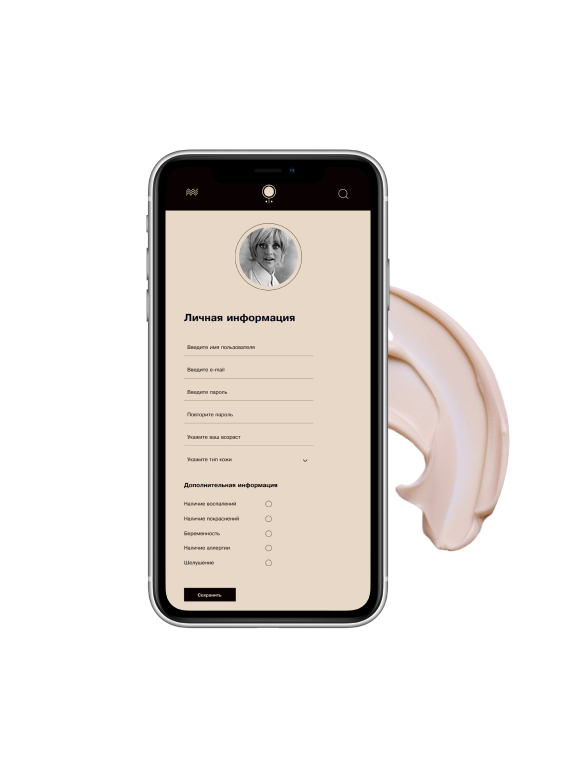 Личная информация
Введите имя пользователя
Введите e-mail
Введите пароль
Повторите пароль
Укажите ваш возраст
Укажите тип кожи
Дополнительная информация
Наличие воспалений
Наличие покраснений
Беременность
Наличие аллергии
Шелушение
Сохранить